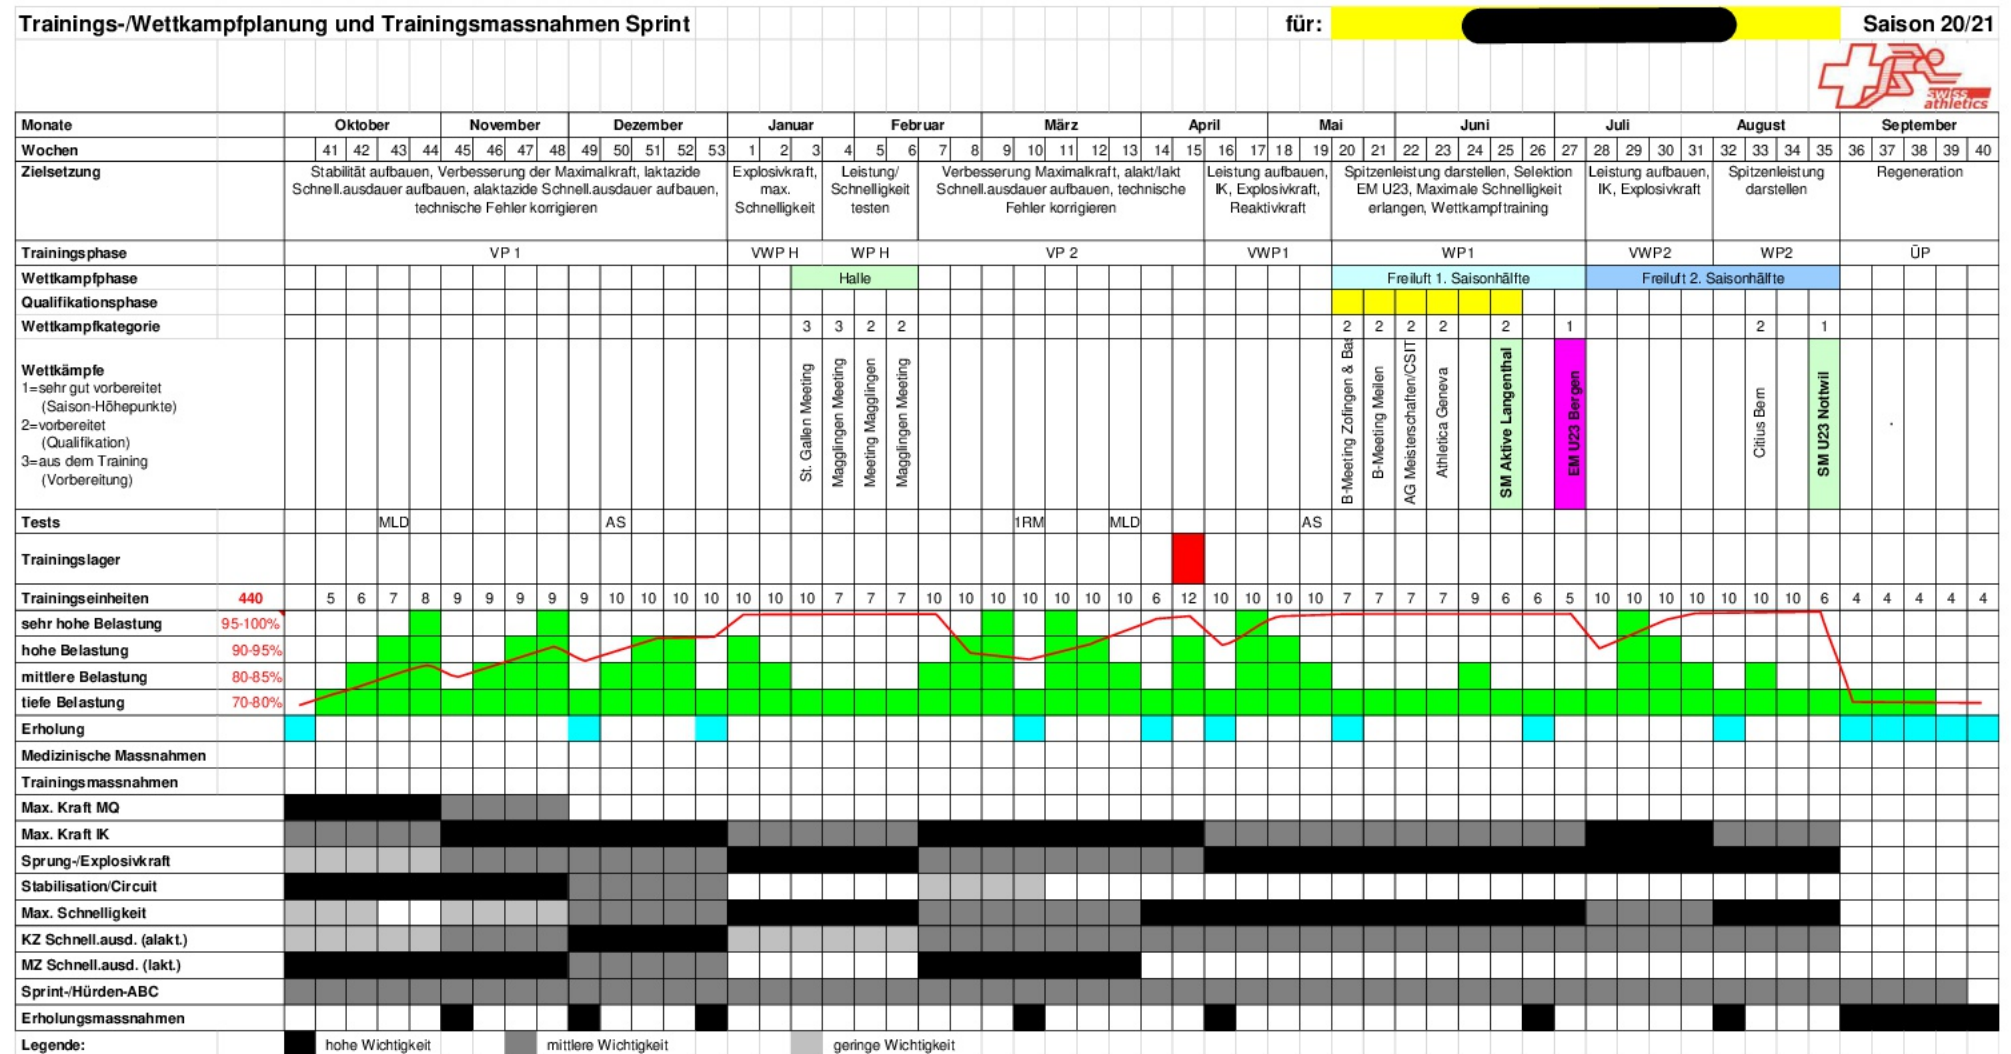 Trainings-/Wettkampfplanung und Trainingsmassnahmen Sprint für: Saison 20/21
swiss
athletics
Monate Oktober November Dezember Januar Februar März April Mai Juni Juli August September
Wochen 41 42 43 44 45 46 47 48 49 50 51 52 53 1 2 3 4 5 6 7 8 9 10 11 12 13 14 15 16 17 18 19 20 21 22 23 24 25 26 27 28 29 30 31 32 33 34 35 36 37 38 39 40
Zielsetzung
Stabilität aufbauen, Verbesserung der Maximalkraft, laktazide
Schnell.ausdauer aufbauen, alaktazide Schnell.ausdauer aufbauen,
technische Fehler korrigieren
Explosivkraft,
max.
Schnelligkeit
Leistung/
Schnelligkeit
testen
Verbesserung Maximalkraft, alakt/lakt
Schnell.ausdauer aufbauen, technische
Fehler korrigieren
Leistung aufbauen,
IK, Explosivkraft,
Reaktivkraft
Spitzenleistung darstellen, Selektion
EM U23, Maximale Schnelligkeit
erlangen, Wettkampftraining
Leistung aufbauen,
IK, Explosivkraft
Spitzenleistung
darstellen
Regeneration
Trainingsphase VP 1 VWP H WP H VP 2 VWP1 WP1 VWP2 WP2 ÜP
Wettkampfphase Halle Freiluft 1. Saisonhälfte Freiluft 2. Saisonhälfte
Qualifikationsphase
Wettkampfkategorie 3 3 2 2 2 2 2 2 2 1 2 1
Wettkämpfe
1=sehr gut vorbereitet
(Saison-Höhepunkte)
2=vorbereitet
(Qualifikation)
3=aus dem Training
(Vorbereitung)
St. Gallen Meeting
Magglingen Meeting
Meeting Magglingen
Magglingen Meeting
B-Meeting Zofingen & Bas
B-Meeting Meilen
AG Meisterschaften/CSIT
Athletica Geneva
SM Aktive Langenthal
EM U23 Bergen
Citius Bern
SM U23 Nottwil
Tests MLD AS 1RM MLD AS
Trainingslager
Trainingseinheiten 440 5 6 7 8 9 9 9 9 9 10 10 10 10 10 10 10 7 7 7 10 10 10 10 10 10 10 6 12 10 10 10 10 7 7 7 7 9 6 6 5 10 10 10 10 10 10 10 6 4 4 4 4 4
sehr hohe Belastung 95-100%
hohe Belastung 90-95%
mittlere Belastung 80-85%
tiefe Belastung 70-80%
Erholung
Medizinische Massnahmen
Trainingsmassnahmen
Max. Kraft MQ
Max. Kraft IK
Sprung-/Explosivkraft
Stabilisation/Circuit
Max. Schnelligkeit
KZ Schnell.ausd. (alakt.)
MZ Schnell.ausd. (lakt.)
Sprint-/Hürden-ABC
Erholungsmassnahmen
Legende: hohe Wichtigkeit mittlere Wichtigkeit geringe Wichtigkeit